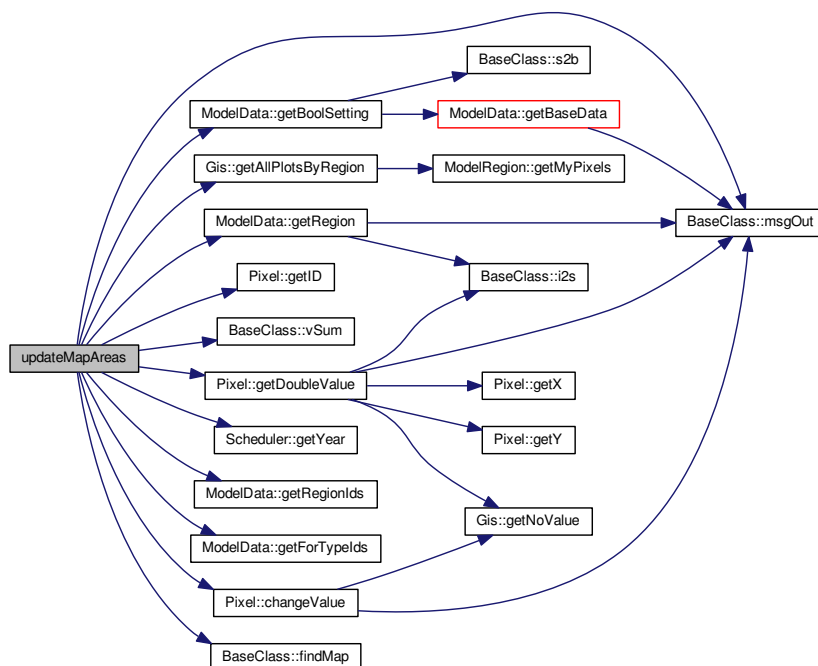 BaseClass::s2b
ModelData::getBoolSetting
ModelData::getBaseData
Gis::getAllPlotsByRegion
ModelRegion::getMyPixels
ModelData::getRegion
BaseClass::msgOut
Pixel::getID
BaseClass::i2s
BaseClass::vSum
updateMapAreas
Pixel::getDoubleValue
Pixel::getX
Scheduler::getYear
Pixel::getY
ModelData::getRegionIds
Gis::getNoValue
ModelData::getForTypeIds
Pixel::changeValue
BaseClass::findMap